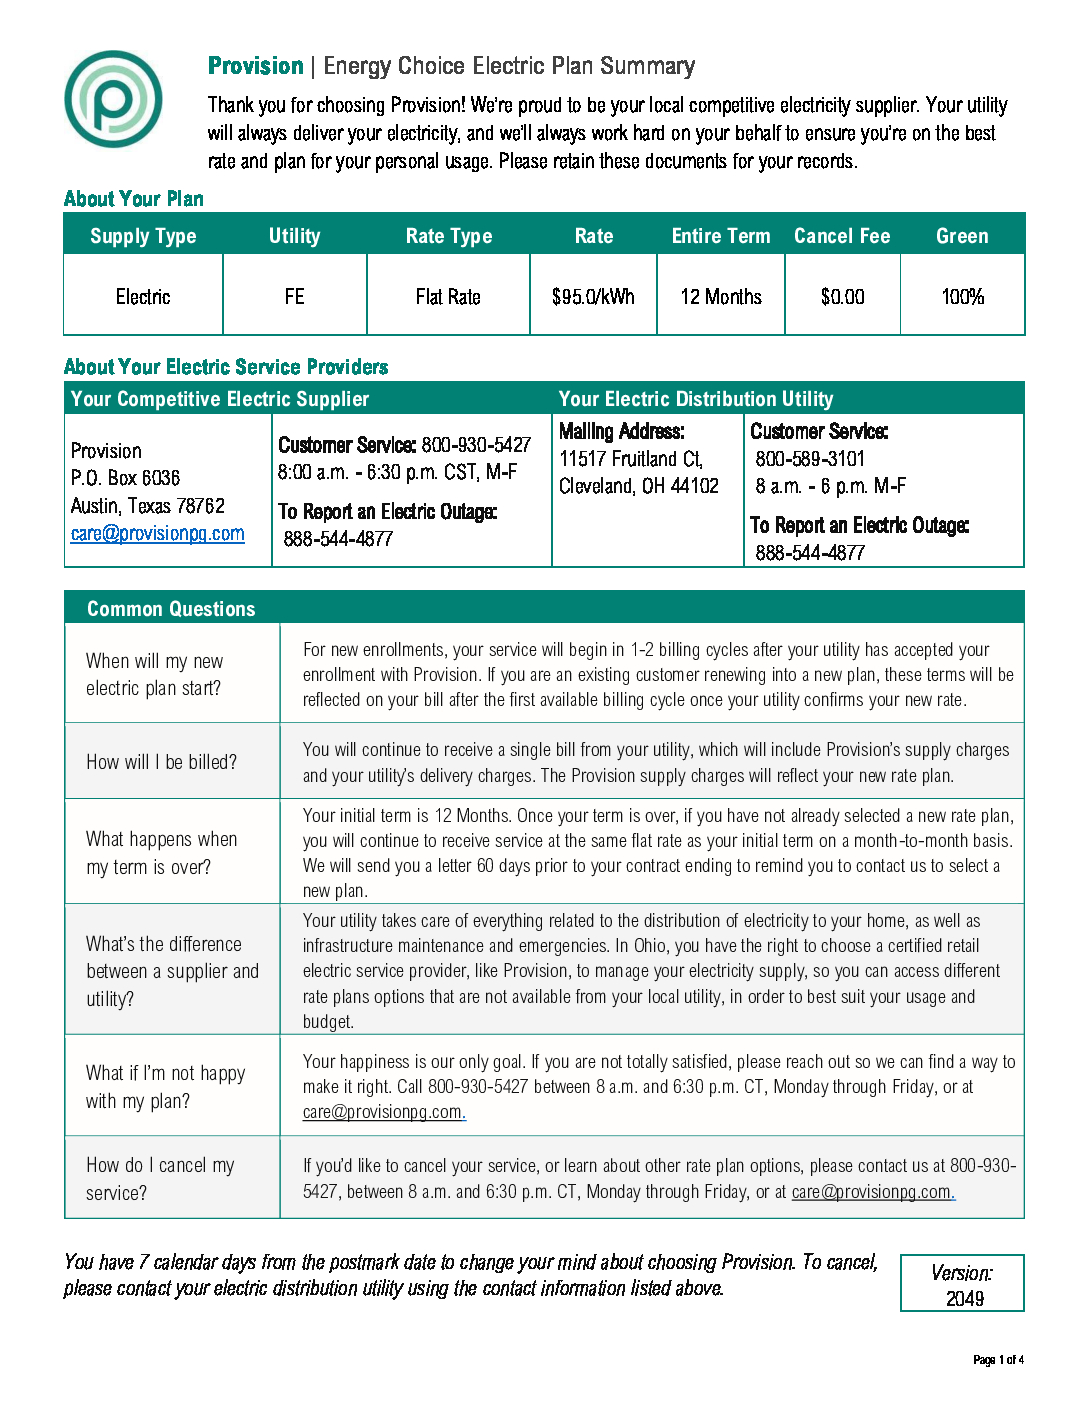 Provision | Energy Choice Electric Plan Summary
Thank you for choosing Provision! We're proud to be your local competitive electricity supplier. Your utility
will always deliver your electricity, and we'll always work hard on your behalf to ensure you're on the best
rate and plan for your personal usage. Please retain these documents for your records.
About Your Plan
Supply Type Utility Rate Type Rate Entire Term Cancel Fee Green
Electric FE Flat Rate $95.0/kWh 12 Months $0.00 100%
About Your Electric Service Providers
Your Competitive Electric Supplier Your Electric Distribution Utility
Provision
P.O. Box 6036
Austin, Texas 78762
care@provisionpg.com
Customer Service: 800-930-5427
8:00 a.m. - 6:30 p.m. CST, M-F
To Report an Electric Outage:
888-544-4877
Mailing Address:
11517 Fruitland Ct,
Cleveland, OH 44102
Customer Service:
800-589-3101
8 a.m. - 6 p.m. M-F
To Report an Electric Outage:
888-544-4877
Common Questions
When will my new
electric plan start?
For new enrollments, your service will begin in 1-2 billing cycles after your utility has accepted your
enrollment with Provision. If you are an existing customer renewing into a new plan, these terms will be
reflected on your bill after the first available billing cycle once your utility confirms your new rate.
How will I be billed?
You will continue to receive a single bill from your utility, which will include Provision's supply charges
and your utility's delivery charges. The Provision supply charges will reflect your new rate plan.
What happens when
my term is over?
Your initial term is 12 Months. Once your term is over, if you have not already selected a new rate plan,
you will continue to receive service at the same flat rate as your initial term on a month-to-month basis.
We will send you a letter 60 days prior to your contract ending to remind you to contact us to select a
new plan.
What's the difference
between a supplier and
utility?
Your utility takes care of everything related to the distribution of electricity to your home, as well as
infrastructure maintenance and emergencies. In Ohio, you have the right to choose a certified retail
electric service provider, like Provision, to manage your electricity supply, so you can access different
rate plans options that are not available from your local utility, in order to best suit your usage and
budget.
What if I'm not happy
with my plan?
Your happiness is our only goal. If you are not totally satisfied, please reach out so we can find a way to
make it right. Call 800-930-5427 between 8 a.m. and 6:30 p.m. CT, Monday through Friday, or at
care@provisionpg.com.
How do I cancel my
service?
If you'd like to cancel your service, or learn about other rate plan options, please contact us at 800-930-
5427, between 8 a.m. and 6:30 p.m. CT, Monday through Friday, or at care@provisionpg.com.
You have 7 calendar days from the postmark date to change your mind about choosing Provision. To cancel,
please contact your electric distribution utility using the contact information listed above.
Version:
2049
Page 1 of 4